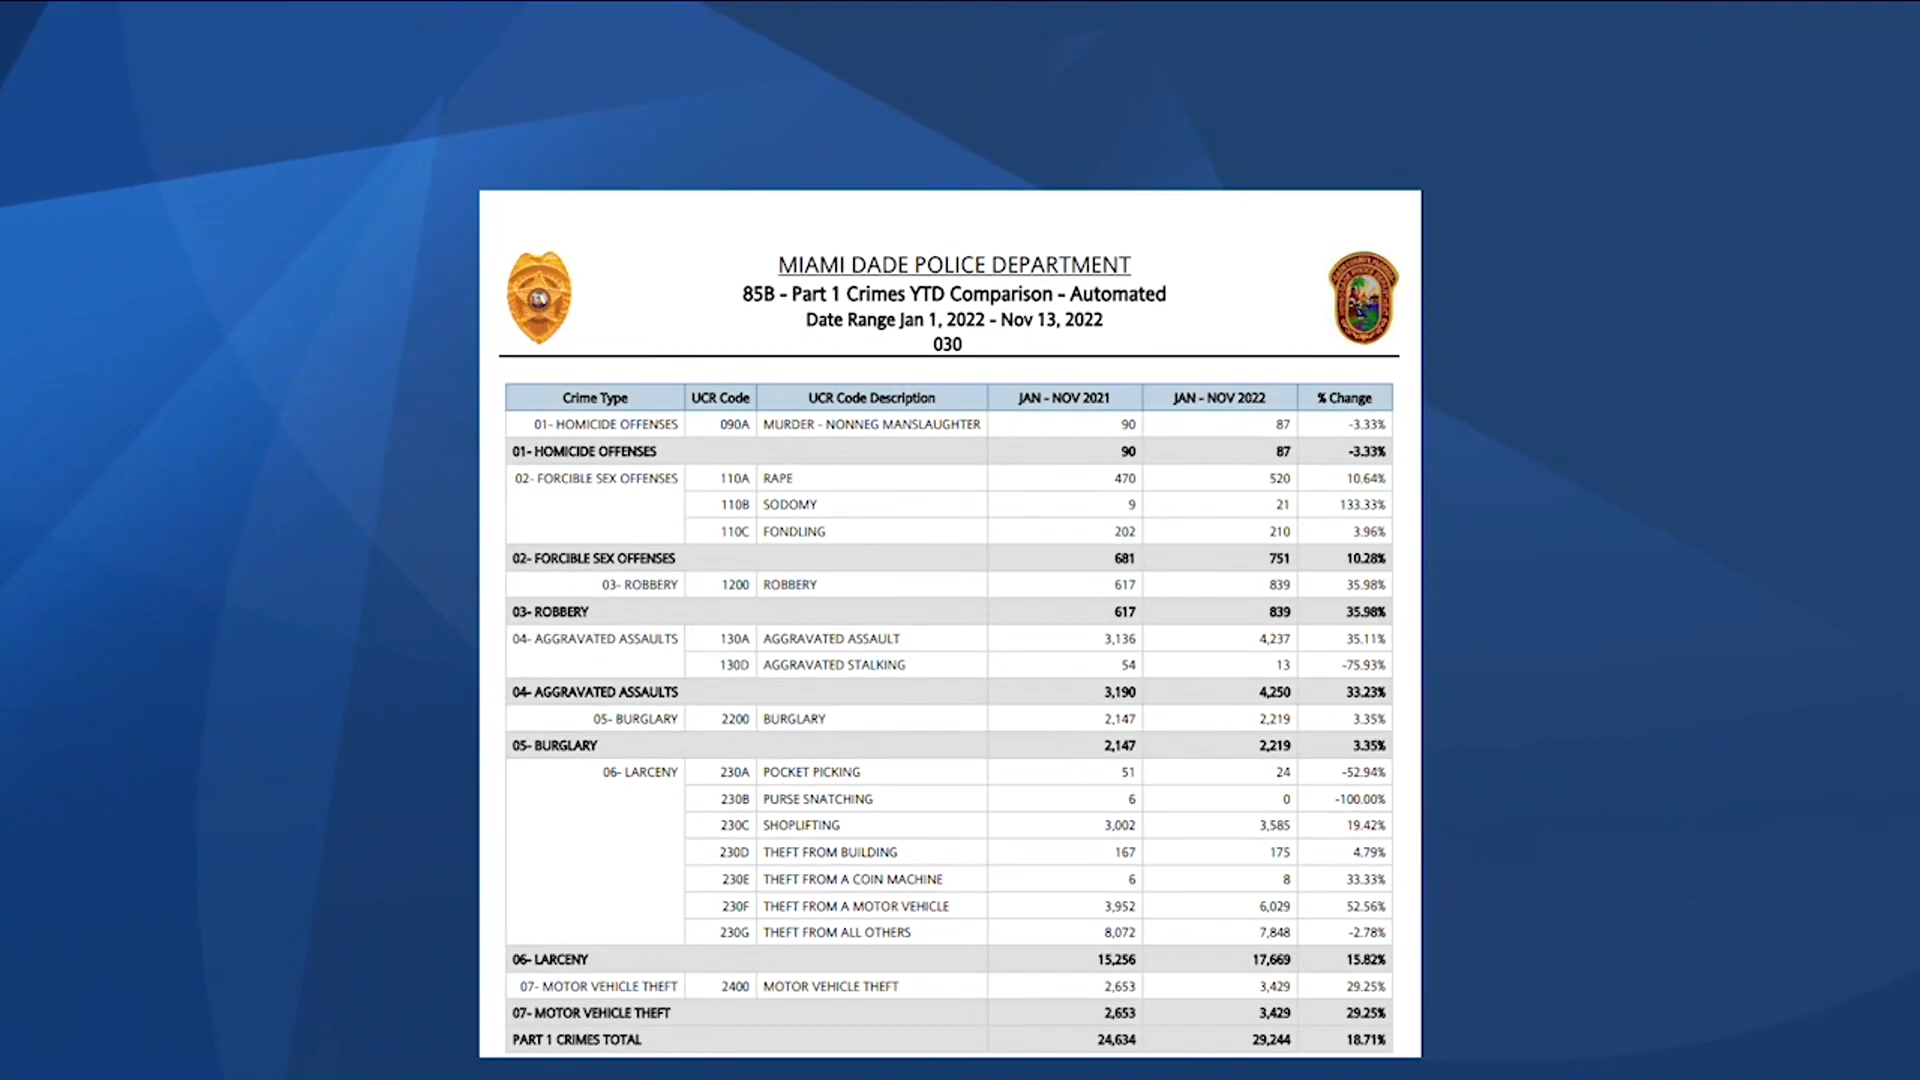 MIAMI DADE POLICE DEPARTMENT
85B - Part 1 Crimes YTD Comparison - Automated
Date Range Jan 1, 2022 - Nov 13, 2022
030
Crime Type UCR Code UCR Code Description JAN - NOV 2021 JAN - NOV 2022 % Change
01- HOMICIDE OFFENSES 090A MURDER - NONNEG MANSLAUGHTER 90 87 -3.33%
01- HOMICIDE OFFENSES 90 87 -3.33%
02- FORCIBLE SEX OFFENSES 110A RAPE 470 520 10.64%
110B SODOMY 9 21 133.33%
110C FONDLING 202 210 3.96%
02- FORCIBLE SEX OFFENSES 681 751 10.28%
03- ROBBERY 1200 ROBBERY 617 839 35.98%
03- ROBBERY 617 839 35.98%
04- AGGRAVATED ASSAULTS 130A AGGRAVATED ASSAULT 3,136 4,237 35.11%
130D AGGRAVATED STALKING 54 13 -75.93%
04- AGGRAVATED ASSAULTS 3,190 4,250 33.23%
05- BURGLARY 2200 BURGLARY 2,147 2,219 3.35%
05- BURGLARY 2,147 2,219 3.35%
06- LARCENY 230A POCKET PICKING 51 24 -52.94%
230B PURSE SNATCHING 6 0 -100.00%
230C SHOPLIFTING 3,002 3,585 19.42%
230D THEFT FROM BUILDING 167 175 4.79%
230E THEFT FROM A COIN MACHINE 6 8 33.33%
230F THEFT FROM A MOTOR VEHICLE 3,952 6,029 52.56%
230G THEFT FROM ALL OTHERS 8,072 7,848 -2.78%
06- LARCENY 15,256 17,669 15.82%
07- MOTOR VEHICLE THEFT 2400 MOTOR VEHICLE THEFT 2,653 3,429 29.25%
07- MOTOR VEHICLE THEFT 2,653 3,429 29.25%
PART 1 CRIMES TOTAL 24,634 29,244 18.71%